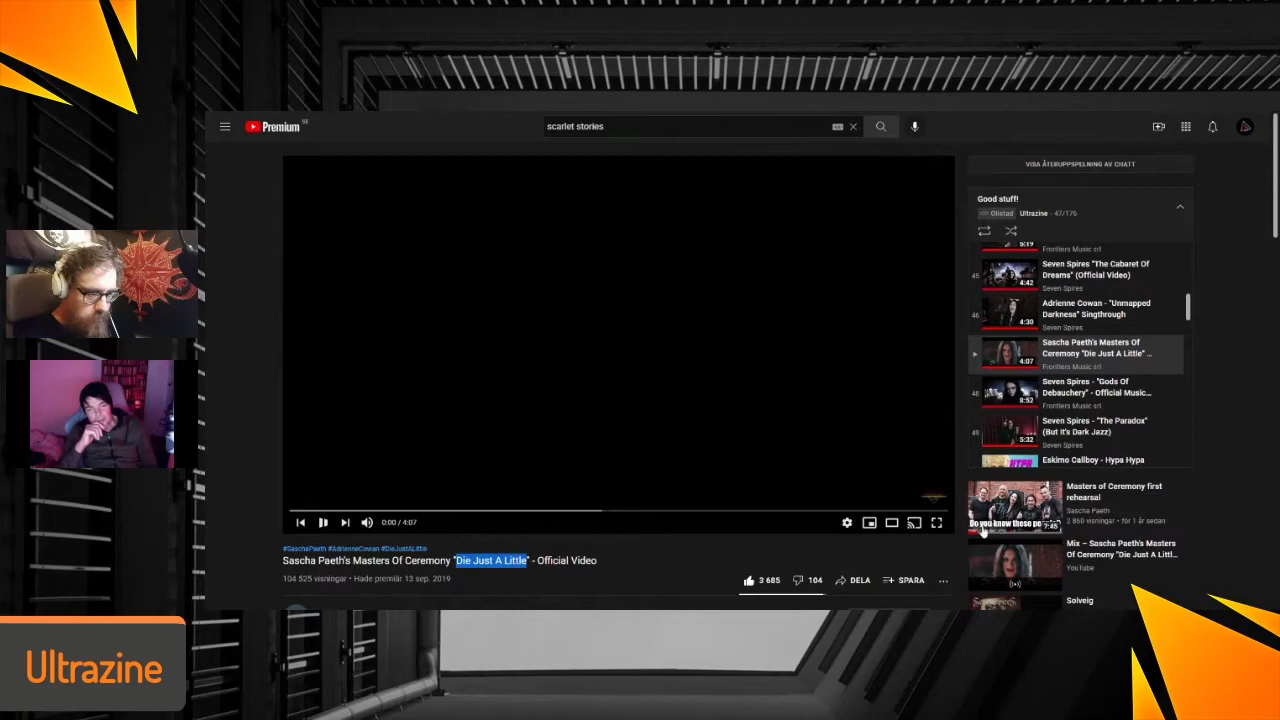 Premium SE
scarlet stories
VISA ÅTERUPPSPELNING AV CHATT
Good stuff!
Olistad Ultrazine - 47/176
5:19
Frontiers Music srl
45
4:42
Seven Spires "The Cabaret Of
Dreams" (Official Video)
Seven Spires
46
4:30
Adrienne Cowan - "Unmapped
Darkness" Singthrough
Seven Spires
4:07
Sascha Paeth's Masters Of
Ceremony "Die Just A Little" ...
Frontiers Music srl
48
8:52
Seven Spires - "Gods Of
Debauchery" - Official Music...
Frontiers Music srl
49
5:32
Seven Spires - "The Paradox"
(But It's Dark Jazz)
Seven Spires
HYPA
Eskimo Callboy - Hypa Hypa
0:00 / 4:07
#SaschaPaeth #AdrienneCowan #DieJustALittle
Sascha Paeth's Masters Of Ceremony "Die Just A Little" - Official Video
104 525 visningar • Hade premiär 13 sep. 2019
3 685
104
DELA
SPARA
Do you know these pe
7:45
Masters of Ceremony first
rehearsal
Sascha Paeth
2 860 visningar • för 1 år sedan
Mix – Sascha Paeth's Masters
Of Ceremony "Die Just A Littl...
YouTube
Solveig
Ultrazine